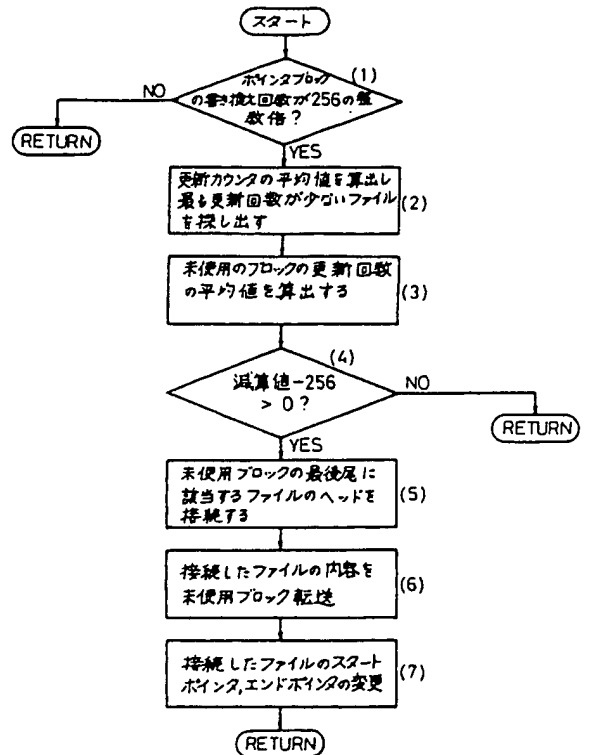 スタート
(1)
ポインタブロック
の書き換え回数が256の整
数倍?
NO
RETURN
YES
更新カウンタの平均値を算出し
最も更新回数が少ないファイル
を探し出す
(2)
未使用のブロックの更新回数
の平均値を算出する
(3)
(4)
減算値-256
> 0?
NO
RETURN
YES
未使用ブロックの最後尾に
該当するファイルのヘッドを
接続する
(5)
接続したファイルの内容を
未使用ブロック転送
(6)
接続したファイルのスタート
ポインタ,エンドポインタの変更
(7)
RETURN